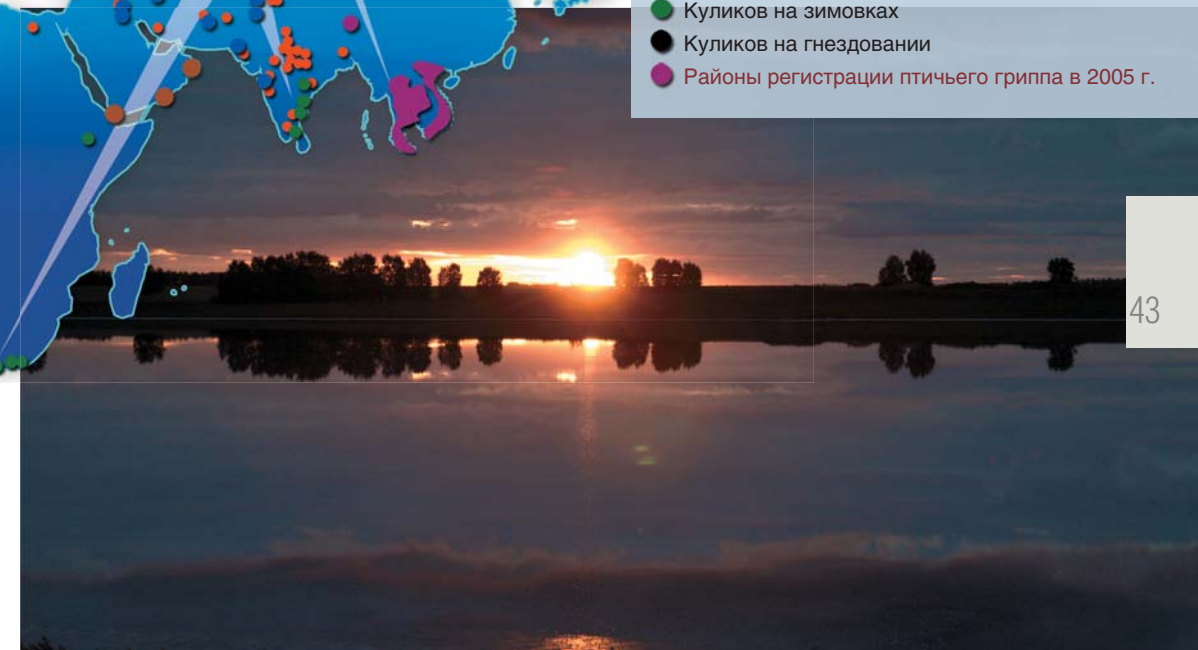 Куликов на зимовках
Куликов на гнездовании
Районы регистрации птичьего гриппа в 2005 г.
43